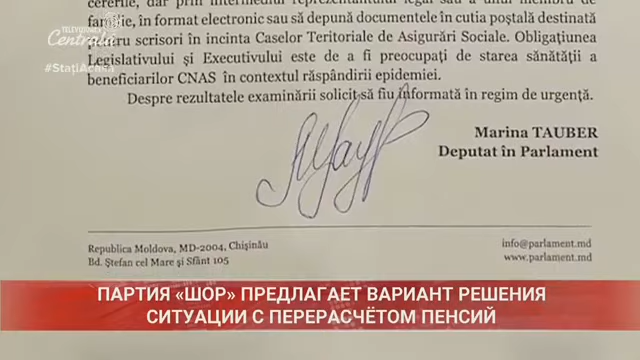 cererile, dar prin intermediul reprezentantului legal sau a unui membru de
familie, în format electronic sau să depună documentele în cutia poștală destinată
pentru scrisori în incinta Caselor Teritoriale de Asigurări Sociale. Obligațiunea
Legislativului și Executivului este de a fi preocupați de starea sănătății a
beneficiarilor CNAS în contextul răspândirii epidemiei.
Despre rezultatele examinării solicit să fiu informată în regim de urgență.
TELEVIZIUNEA
Centrală
#StațiAcasă
Marina TAUBER
Deputat în Parlament
Republica Moldova, MD-2004, Chișinău
Bd. Ștefan cel Mare și Sfânt 105
info@parlament.md
www.parlament.md
ПАРТИЯ «ШОР» ПРЕДЛАГАЕТ ВАРИАНТ РЕШЕНИЯ
СИТУАЦИИ С ПЕРЕРАСЧЁТОМ ПЕНСИЙ